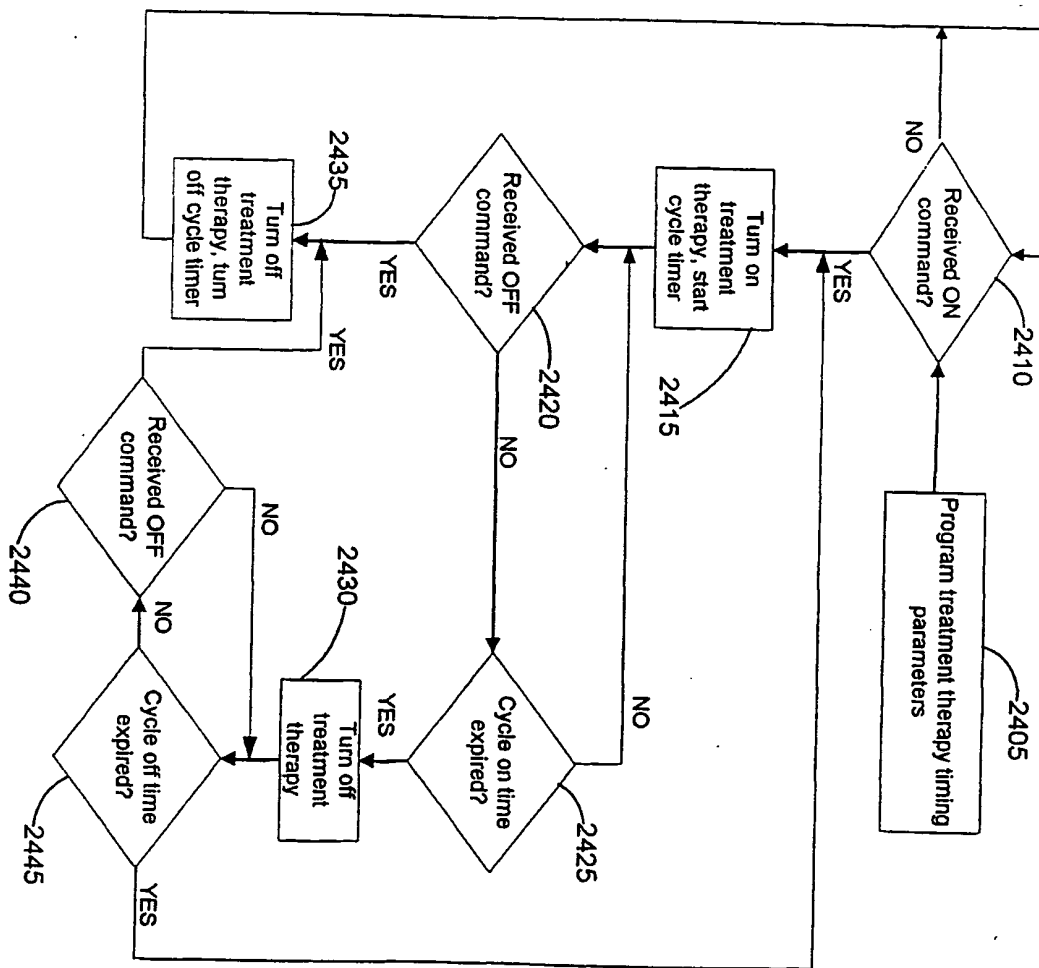 Program treatment therapy timing
parameters
2405
Received ON
command?
2410
NO
YES
Turn on
treatment
therapy, start
cycle timer
2415
Received OFF
command?
2420
NO
YES
Cycle on time
expired?
2425
NO
YES
Turn off
treatment
therapy
2430
Turn off
treatment
therapy, turn
off cycle timer
2435
Cycle off time
expired?
2445
YES
NO
Received OFF
command?
2440
NO
YES